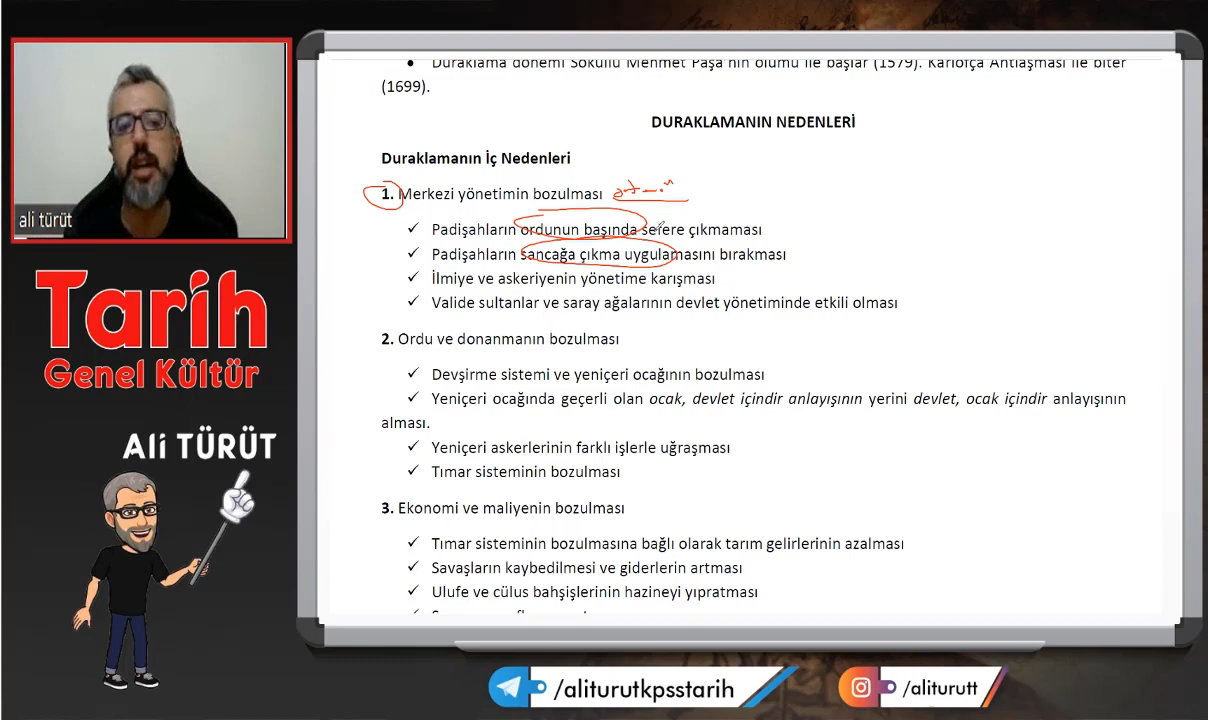 ali türüt
Tarih
Genel Kültür
Ali TÜRÜT
• Duraklama dönemi Sokullu Mehmet Paşa'nın ölümü ile başlar (1579). Karlofça Antlaşması ile biter
(1699).
DURAKLAMANIN NEDENLERİ
Duraklamanın İç Nedenleri
1. Merkezi yönetimin bozulması
✓ Padişahların ordunun başında sefere çıkmaması
✓ Padişahların sancağa çıkma uygulamasını bırakması
✓ İlmiye ve askeriyenin yönetime karışması
✓ Valide sultanlar ve saray ağalarının devlet yönetiminde etkili olması
2. Ordu ve donanmanın bozulması
✓ Devşirme sistemi ve yeniçeri ocağının bozulması
✓ Yeniçeri ocağında geçerli olan ocak, devlet içindir anlayışının yerini devlet, ocak içindir anlayışının
alması.
✓ Yeniçeri askerlerinin farklı işlerle uğraşması
✓ Tımar sisteminin bozulması
3. Ekonomi ve maliyenin bozulması
✓ Tımar sisteminin bozulmasına bağlı olarak tarım gelirlerinin azalması
✓ Savaşların kaybedilmesi ve giderlerin artması
✓ Ulufe ve cülus bahşişlerinin hazineyi yıpratması
/aliturutkpsstarih
/aliturutt